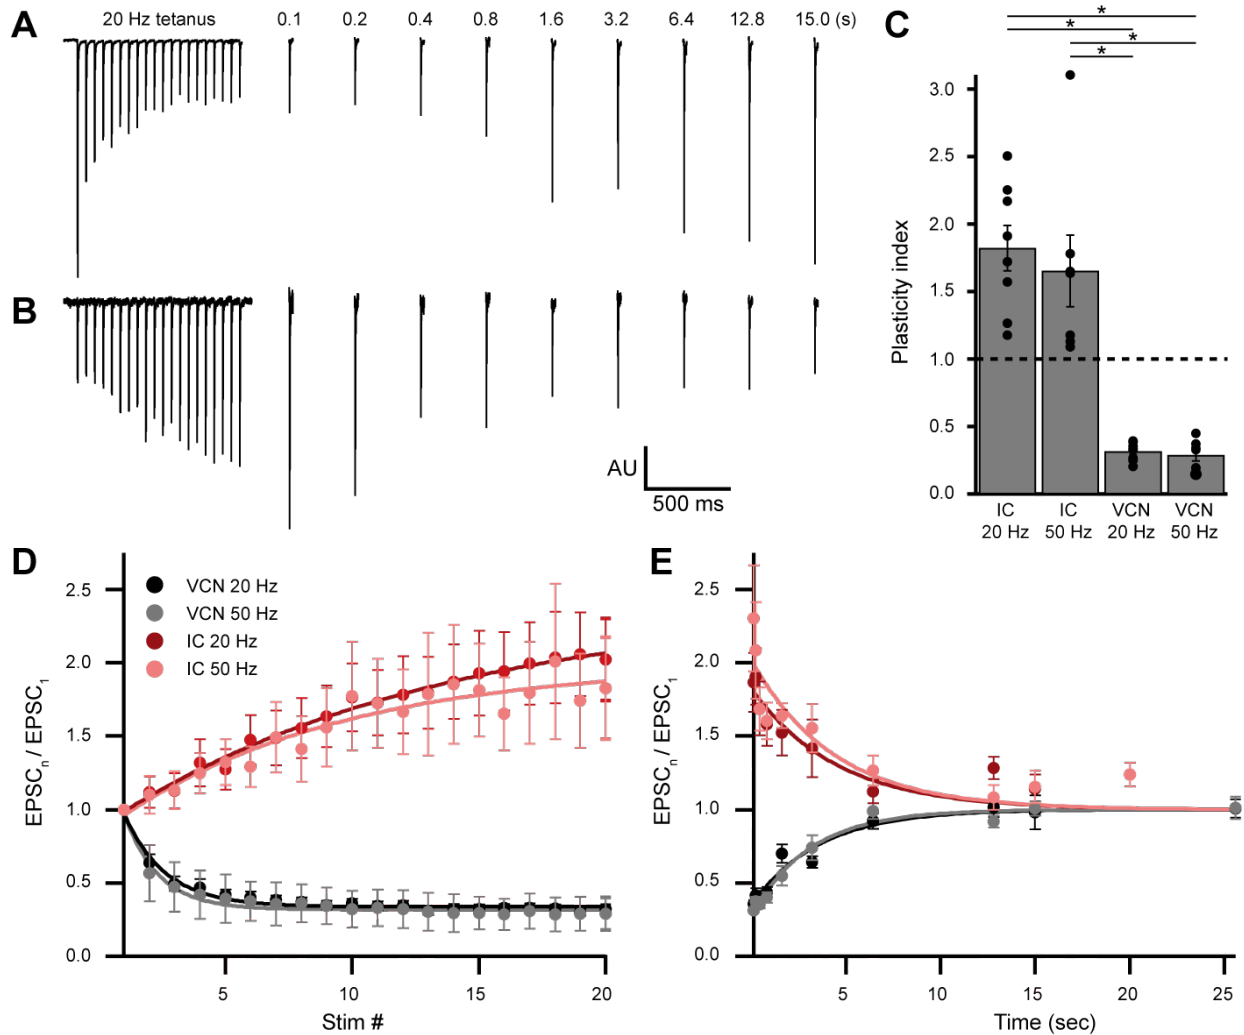 A
20 Hz tetanus 0.1 0.2 0.4 0.8 1.6 3.2 6.4 12.8 15.0 (s)
B
AU
500 ms
C
*
*
*
*
Plasticity index
3.0
2.5
2.0
1.5
1.0
0.5
0.0
IC IC VCN VCN
20 Hz 50 Hz 20 Hz 50 Hz
D
VCN 20 Hz
VCN 50 Hz
IC 20 Hz
IC 50 Hz
EPSCn / EPSC1
2.5
2.0
1.5
1.0
0.5
0.0
5 10 15 20
Stim #
E
EPSCn / EPSC1
2.5
2.0
1.5
1.0
0.5
0.0
5 10 15 20 25
Time (sec)